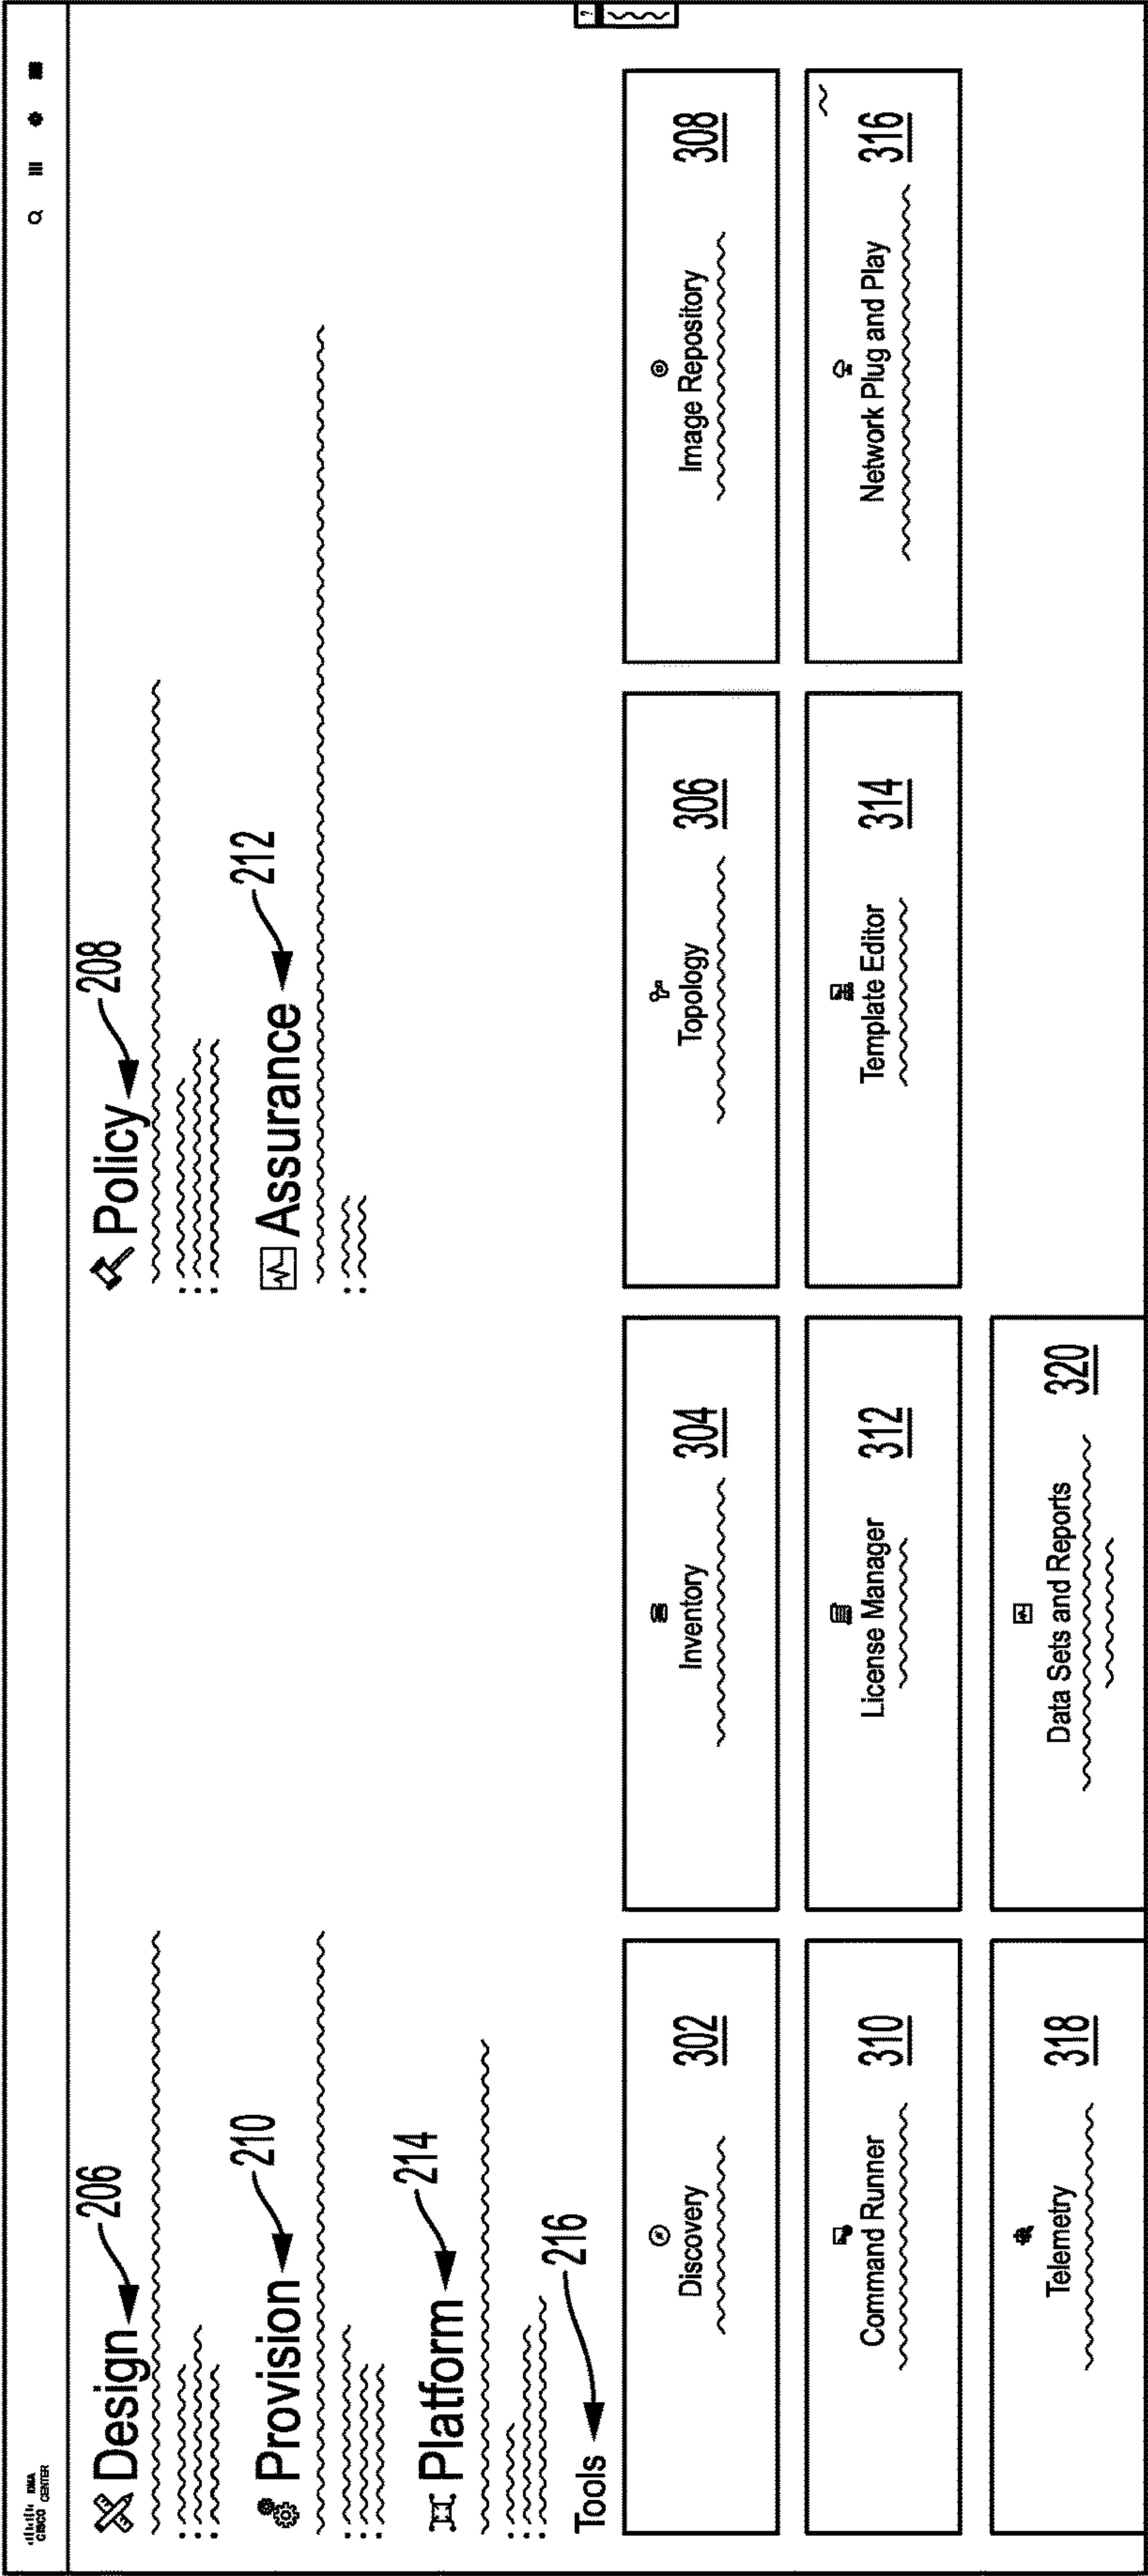 CISCO DNA CENTER
Design 206
Policy 208
Provision 210
Assurance 212
Platform 214
Tools 216
?
Discovery 302
Inventory 304
Topology 306
Image Repository 308
Command Runner 310
License Manager 312
Template Editor 314
Network Plug and Play 316
Telemetry 318
Data Sets and Reports 320